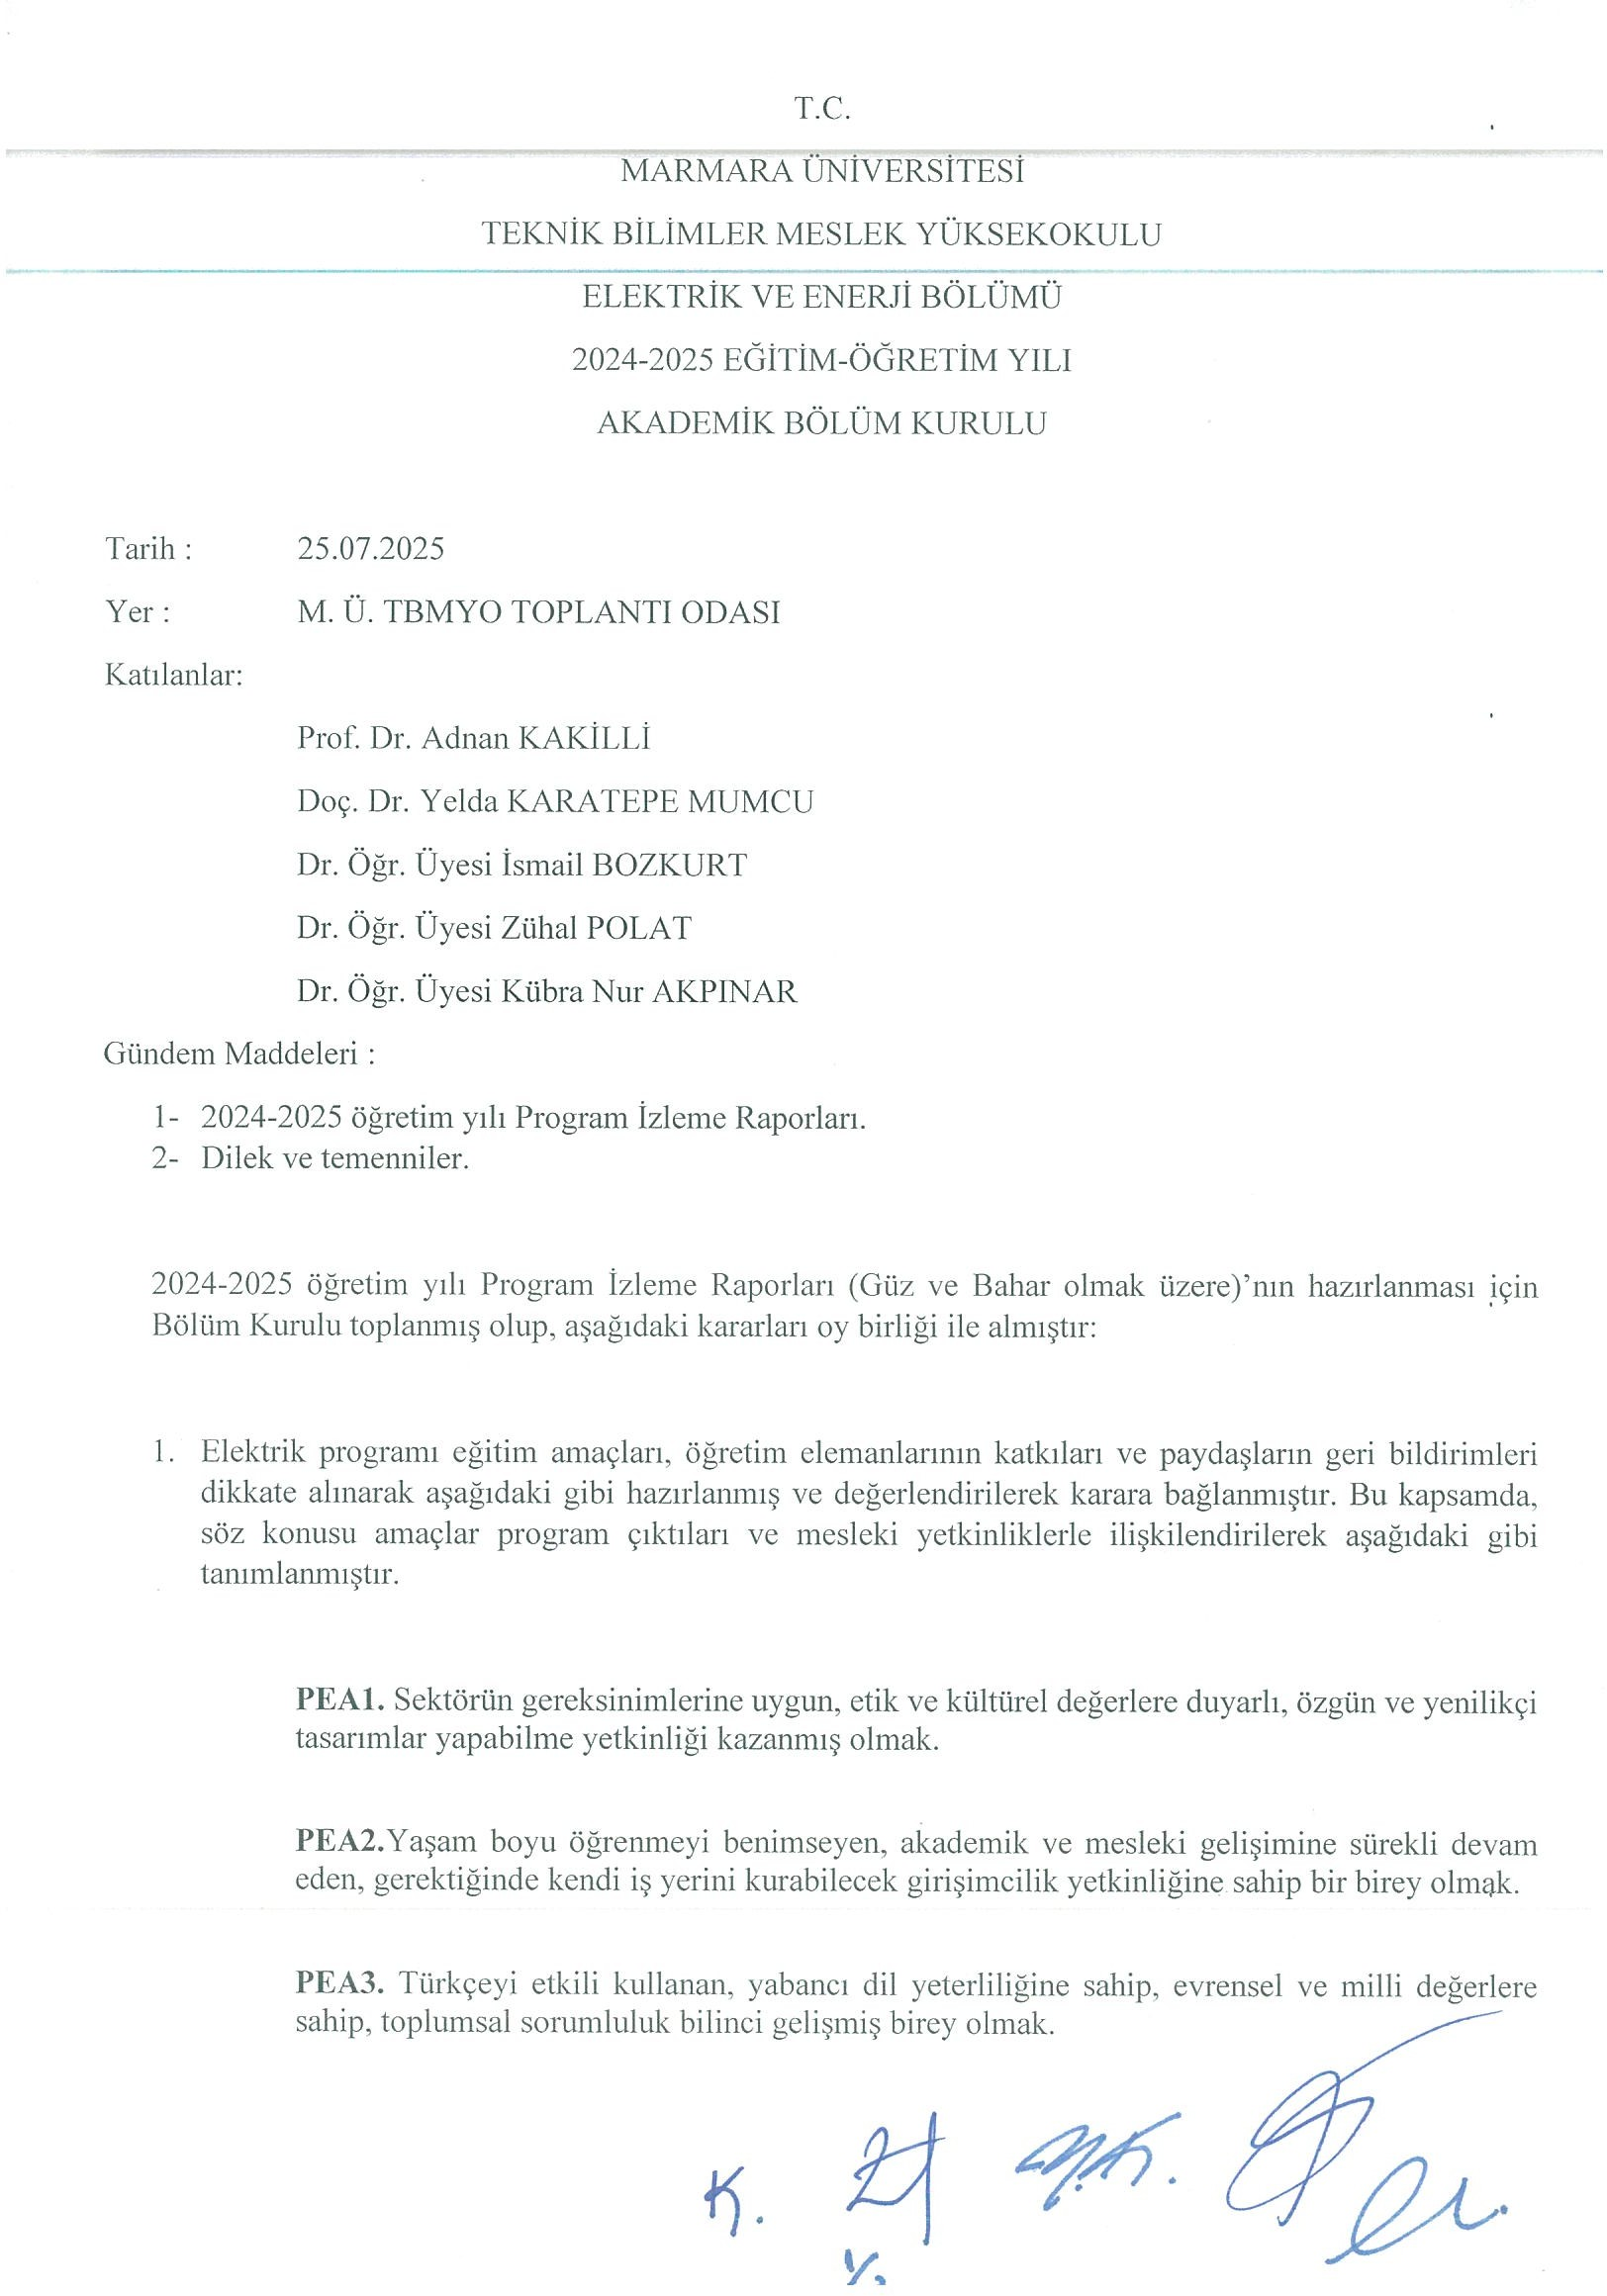 T.C.
MARMARA ÜNİVERSİTESİ
TEKNİK BİLİMLER MESLEK YÜKSEKOKULU
ELEKTRİK VE ENERJİ BÖLÜMÜ
2024-2025 EĞİTİM-ÖĞRETİM YILI
AKADEMİK BÖLÜM KURULU
Tarih : 25.07.2025
Yer : M. Ü. TBMYO TOPLANTI ODASI
Katılanlar:
Prof. Dr. Adnan KAKİLLİ
Doç. Dr. Yelda KARATEPE MUMCU
Dr. Öğr. Üyesi İsmail BOZKURT
Dr. Öğr. Üyesi Zühal POLAT
Dr. Öğr. Üyesi Kübra Nur AKPINAR
Gündem Maddeleri :
1- 2024-2025 öğretim yılı Program İzleme Raporları.
2- Dilek ve temenniler.
2024-2025 öğretim yılı Program İzleme Raporları (Güz ve Bahar olmak üzere)’nın hazırlanması için
Bölüm Kurulu toplanmış olup, aşağıdaki kararları oy birliği ile almıştır:
1. Elektrik programı eğitim amaçları, öğretim elemanlarının katkıları ve paydaşların geri bildirimleri
dikkate alınarak aşağıdaki gibi hazırlanmış ve değerlendirilerek karara bağlanmıştır. Bu kapsamda,
söz konusu amaçlar program çıktıları ve mesleki yetkinliklerle ilişkilendirilerek aşağıdaki gibi
tanımlanmıştır.
PEA1. Sektörün gereksinimlerine uygun, etik ve kültürel değerlere duyarlı, özgün ve yenilikçi
tasarımlar yapabilme yetkinliği kazanmış olmak.
PEA2.Yaşam boyu öğrenmeyi benimseyen, akademik ve mesleki gelişimine sürekli devam
eden, gerektiğinde kendi iş yerini kurabilecek girişimcilik yetkinliğine sahip bir birey olmak.
PEA3. Türkçeyi etkili kullanan, yabancı dil yeterliliğine sahip, evrensel ve milli değerlere
sahip, toplumsal sorumluluk bilinci gelişmiş birey olmak.
K.